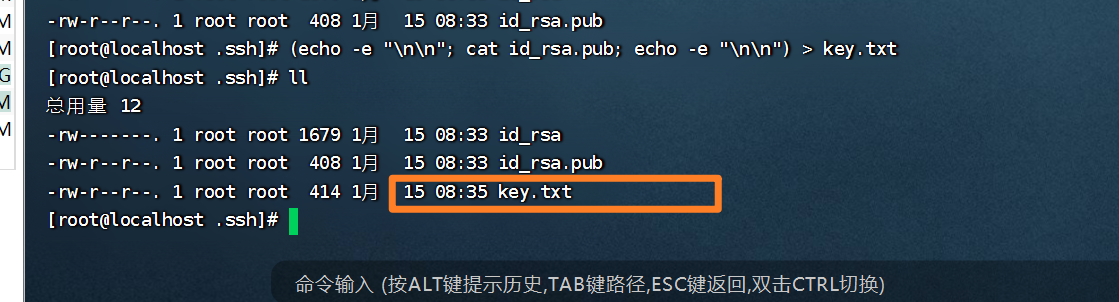 M
-rw-r--r--. 1 root root  408 1月   15 08:33 id_rsa.pub
M
[root@localhost .ssh]# (echo -e "\n\n"; cat id_rsa.pub; echo -e "\n\n") > key.txt
G
[root@localhost .ssh]# ll
M
总用量 12
M
-rw-------. 1 root root 1679 1月   15 08:33 id_rsa
-rw-r--r--. 1 root root  408 1月   15 08:33 id_rsa.pub
-rw-r--r--. 1 root root  414 1月   15 08:35 key.txt
[root@localhost .ssh]#
命令输入 (按ALT键提示历史,TAB键路径,ESC键返回,双击CTRL切换)